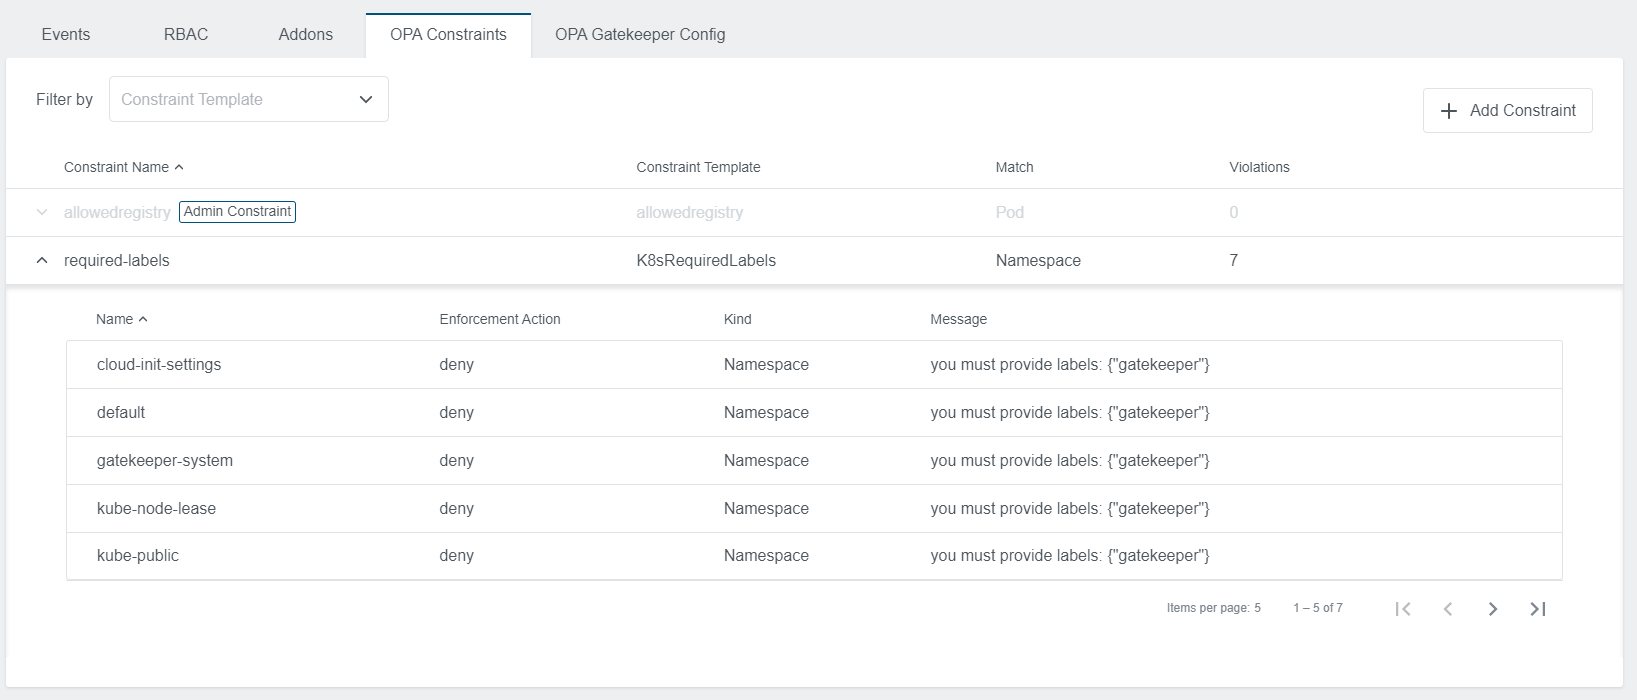 Events RBAC Addons OPA Constraints OPA Gatekeeper Config
Filter by Constraint Template
Add Constraint
Constraint Name Constraint Template Match Violations
allowedregistry Admin Constraint allowedregistry Pod 0
required-labels K8sRequiredLabels Namespace 7
Name Enforcement Action Kind Message
cloud-init-settings deny Namespace you must provide labels: {"gatekeeper"}
default deny Namespace you must provide labels: {"gatekeeper"}
gatekeeper-system deny Namespace you must provide labels: {"gatekeeper"}
kube-node-lease deny Namespace you must provide labels: {"gatekeeper"}
kube-public deny Namespace you must provide labels: {"gatekeeper"}
Items per page: 5 1 – 5 of 7